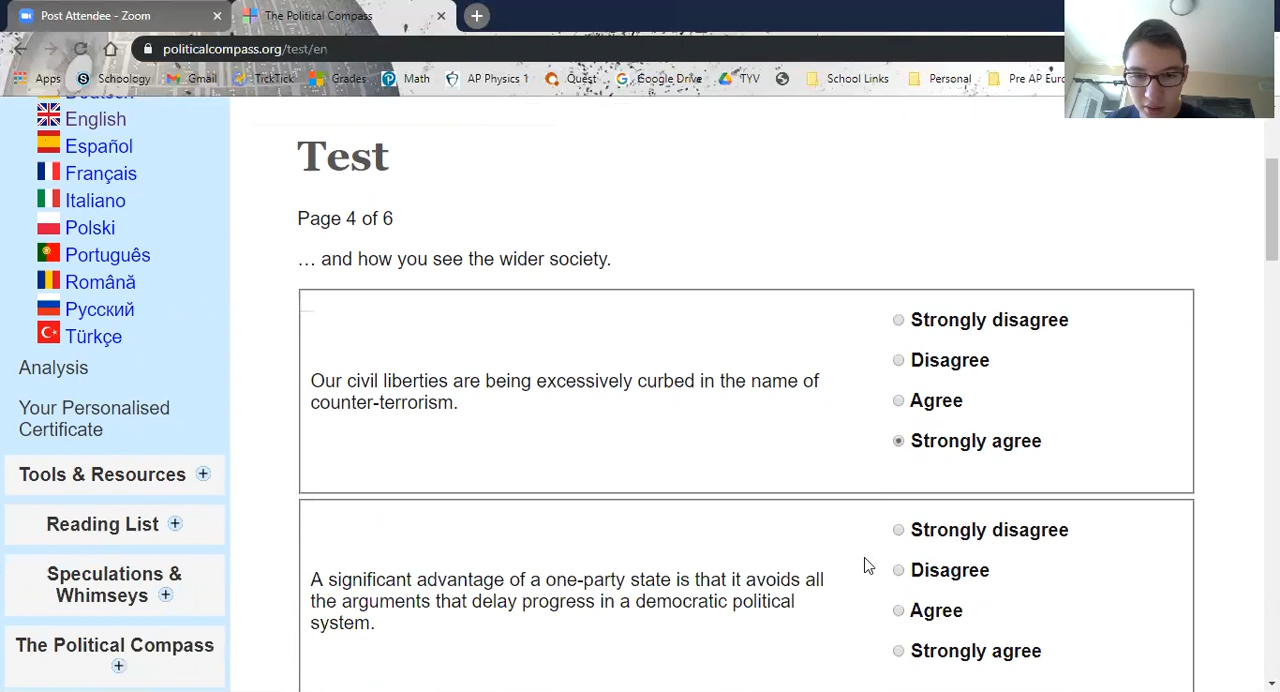 Post Attendee - Zoom
The Political Compass
politicalcompass.org/test/en
Apps Schoology Gmail TickTick Grades Math AP Physics 1 Quest Google Drive TYV School Links Personal Pre AP Euro
Deutsch
English
Español
Français
Italiano
Polski
Português
Română
Русский
Türkçe
Analysis
Your Personalised
Certificate
Tools & Resources
Reading List
Speculations &
Whimseys
The Political Compass
Test
Page 4 of 6
… and how you see the wider society.
Our civil liberties are being excessively curbed in the name of
counter-terrorism.
Strongly disagree
Disagree
Agree
Strongly agree
A significant advantage of a one-party state is that it avoids all
the arguments that delay progress in a democratic political
system.
Strongly disagree
Disagree
Agree
Strongly agree